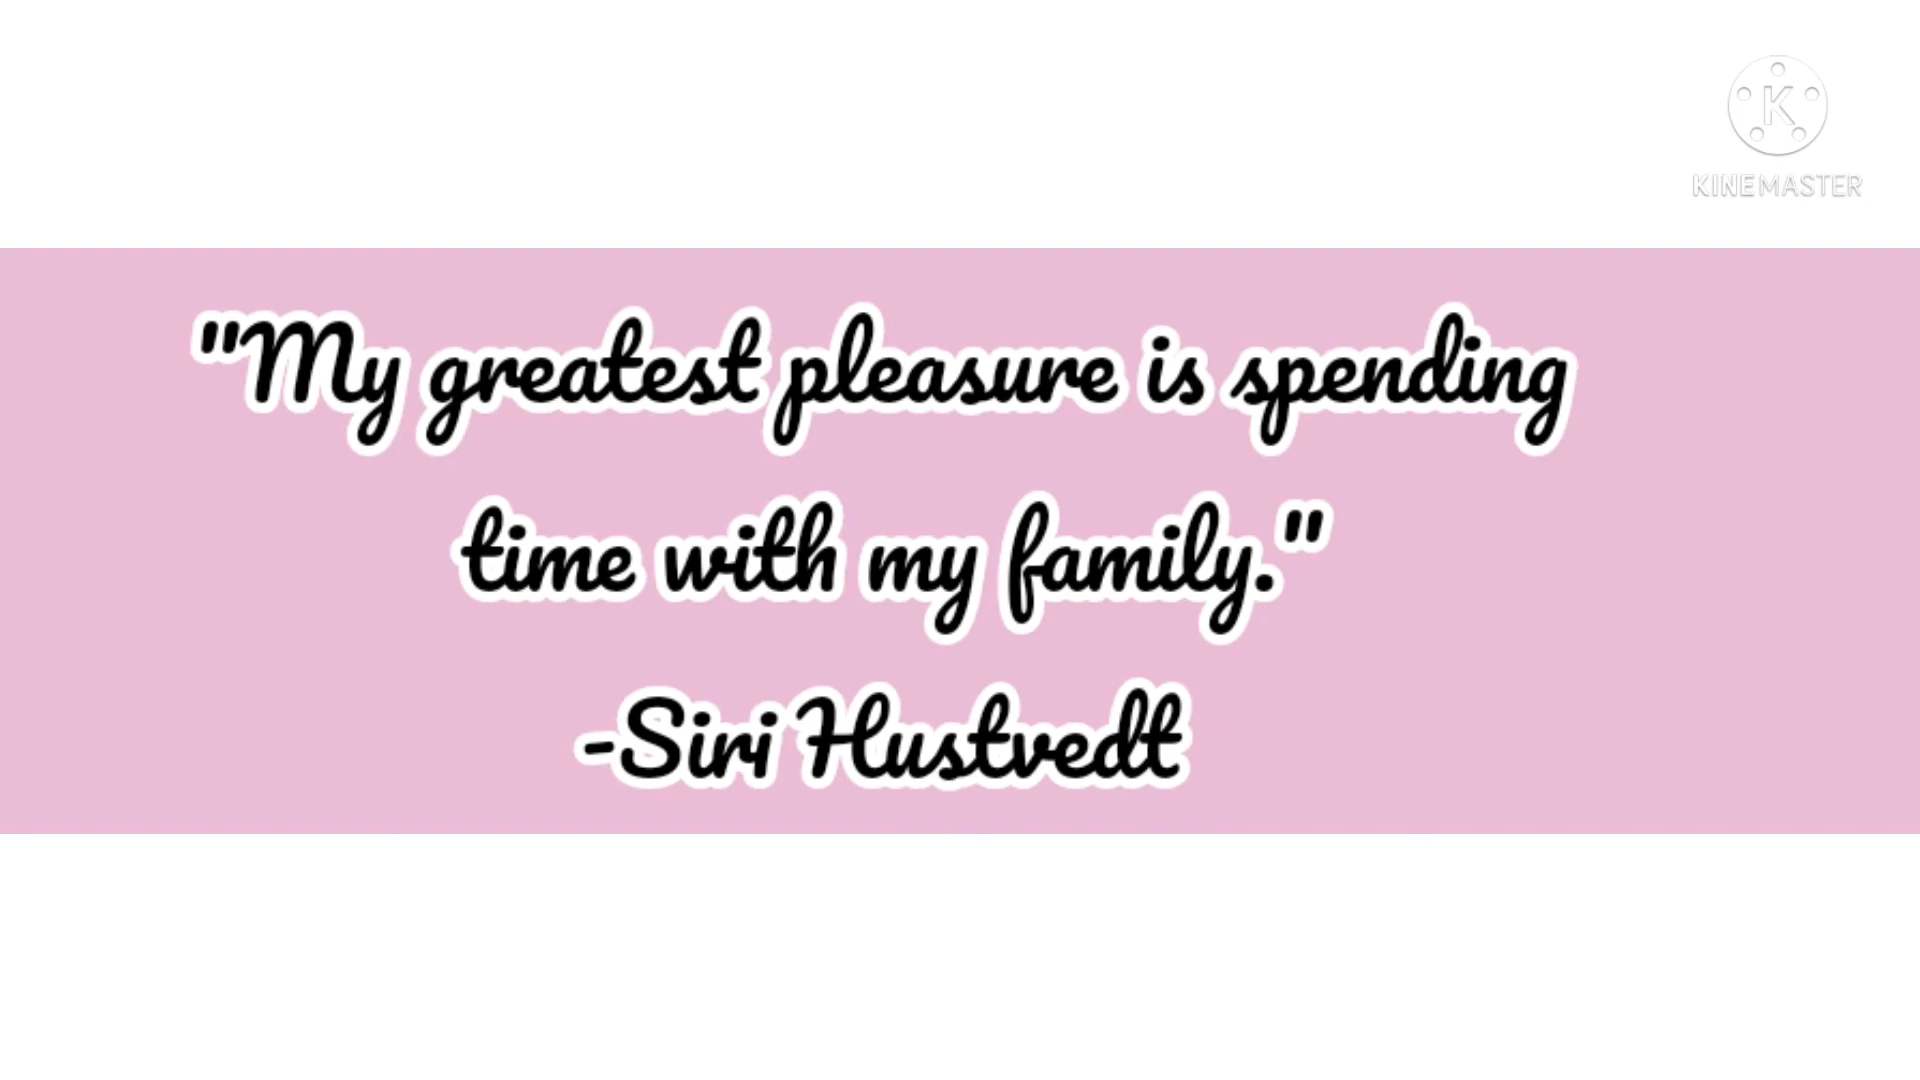 KINEMASTER
"My greatest pleasure is spending
time with my family."
-Siri Hustvedt